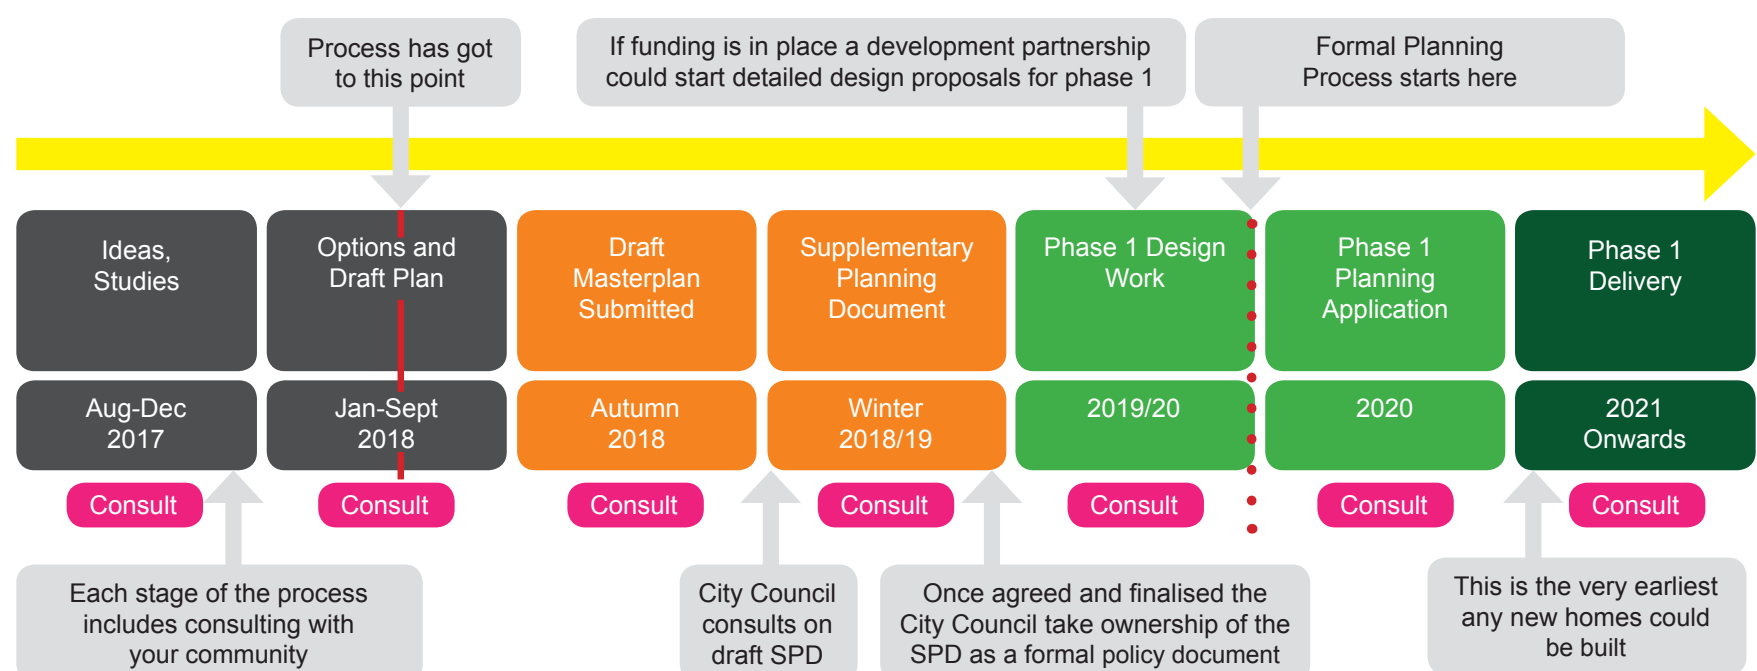 Process has got
to this point
If funding is in place a development partnership
could start detailed design proposals for phase 1
Formal Planning
Process starts here
Ideas,
Studies
Options and
Draft Plan
Draft
Masterplan
Submitted
Supplementary
Planning
Document
Phase 1 Design
Work
Phase 1
Planning
Application
Phase 1
Delivery
Aug-Dec
2017
Jan-Sept
2018
Autumn
2018
Winter
2018/19
2019/20
2020
2021
Onwards
Consult
Consult
Consult
Consult
Consult
Consult
Consult
Each stage of the process
includes consulting with
your community
City Council
consults on
draft SPD
Once agreed and finalised the
City Council take ownership of the
SPD as a formal policy document
This is the very earliest
any new homes could
be built